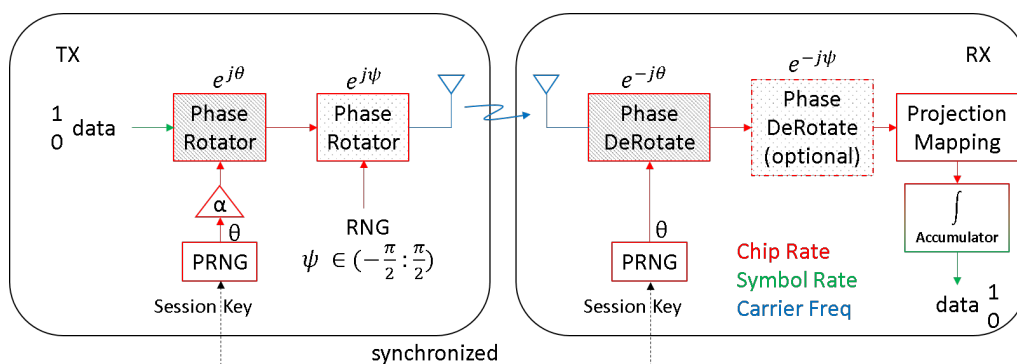 TX
e^{jθ}
e^{jψ}
1
0 data
Phase
Rotator
Phase
Rotator
α
θ
PRNG
Session Key
RNG
ψ ∈ (−π/2 : π/2)
synchronized
RX
e^{−jθ}
e^{−jψ}
Phase
DeRotate
Phase
DeRotate
(optional)
Projection
Mapping
∫
Accumulator
θ
PRNG
Session Key
Chip Rate
Symbol Rate
Carrier Freq
data 1
0